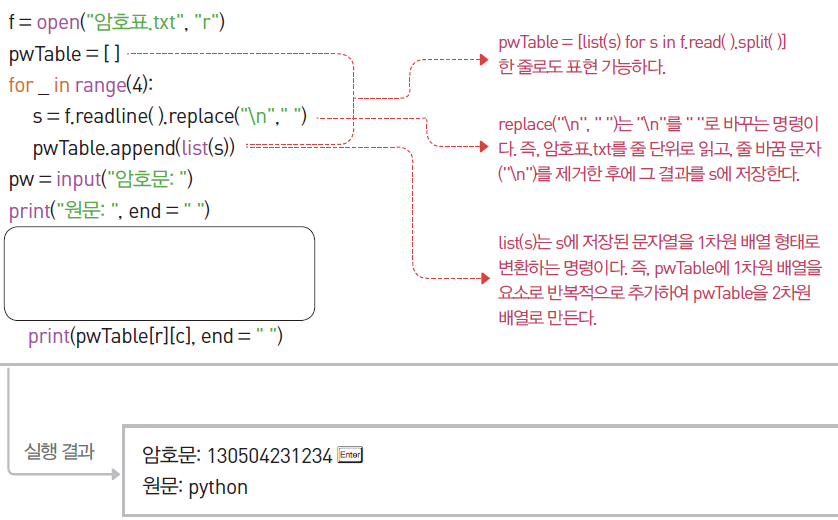 f = open("암호표.txt", "r")
pwTable = [ ]
for _ in range(4):
s = f.readline( ).replace("\n"," ")
pwTable.append(list(s))
pw = input("암호문: ")
print("원문: ", end = " ")
print(pwTable[r][c], end = " ")
pwTable = [list(s) for s in f.read( ).split( )]
한 줄로도 표현 가능하다.
replace("\n", " ")는 "\n"를 " "로 바꾸는 명령이
다. 즉, 암호표.txt를 줄 단위로 읽고, 줄 바꿈 문자
("\n")를 제거한 후에 그 결과를 s에 저장한다.
list(s)는 s에 저장된 문자열을 1차원 배열 형태로
변환하는 명령이다. 즉, pwTable에 1차원 배열을
요소로 반복적으로 추가하여 pwTable을 2차원
배열로 만든다.
실행 결과
암호문: 130504231234 Enter
원문: python